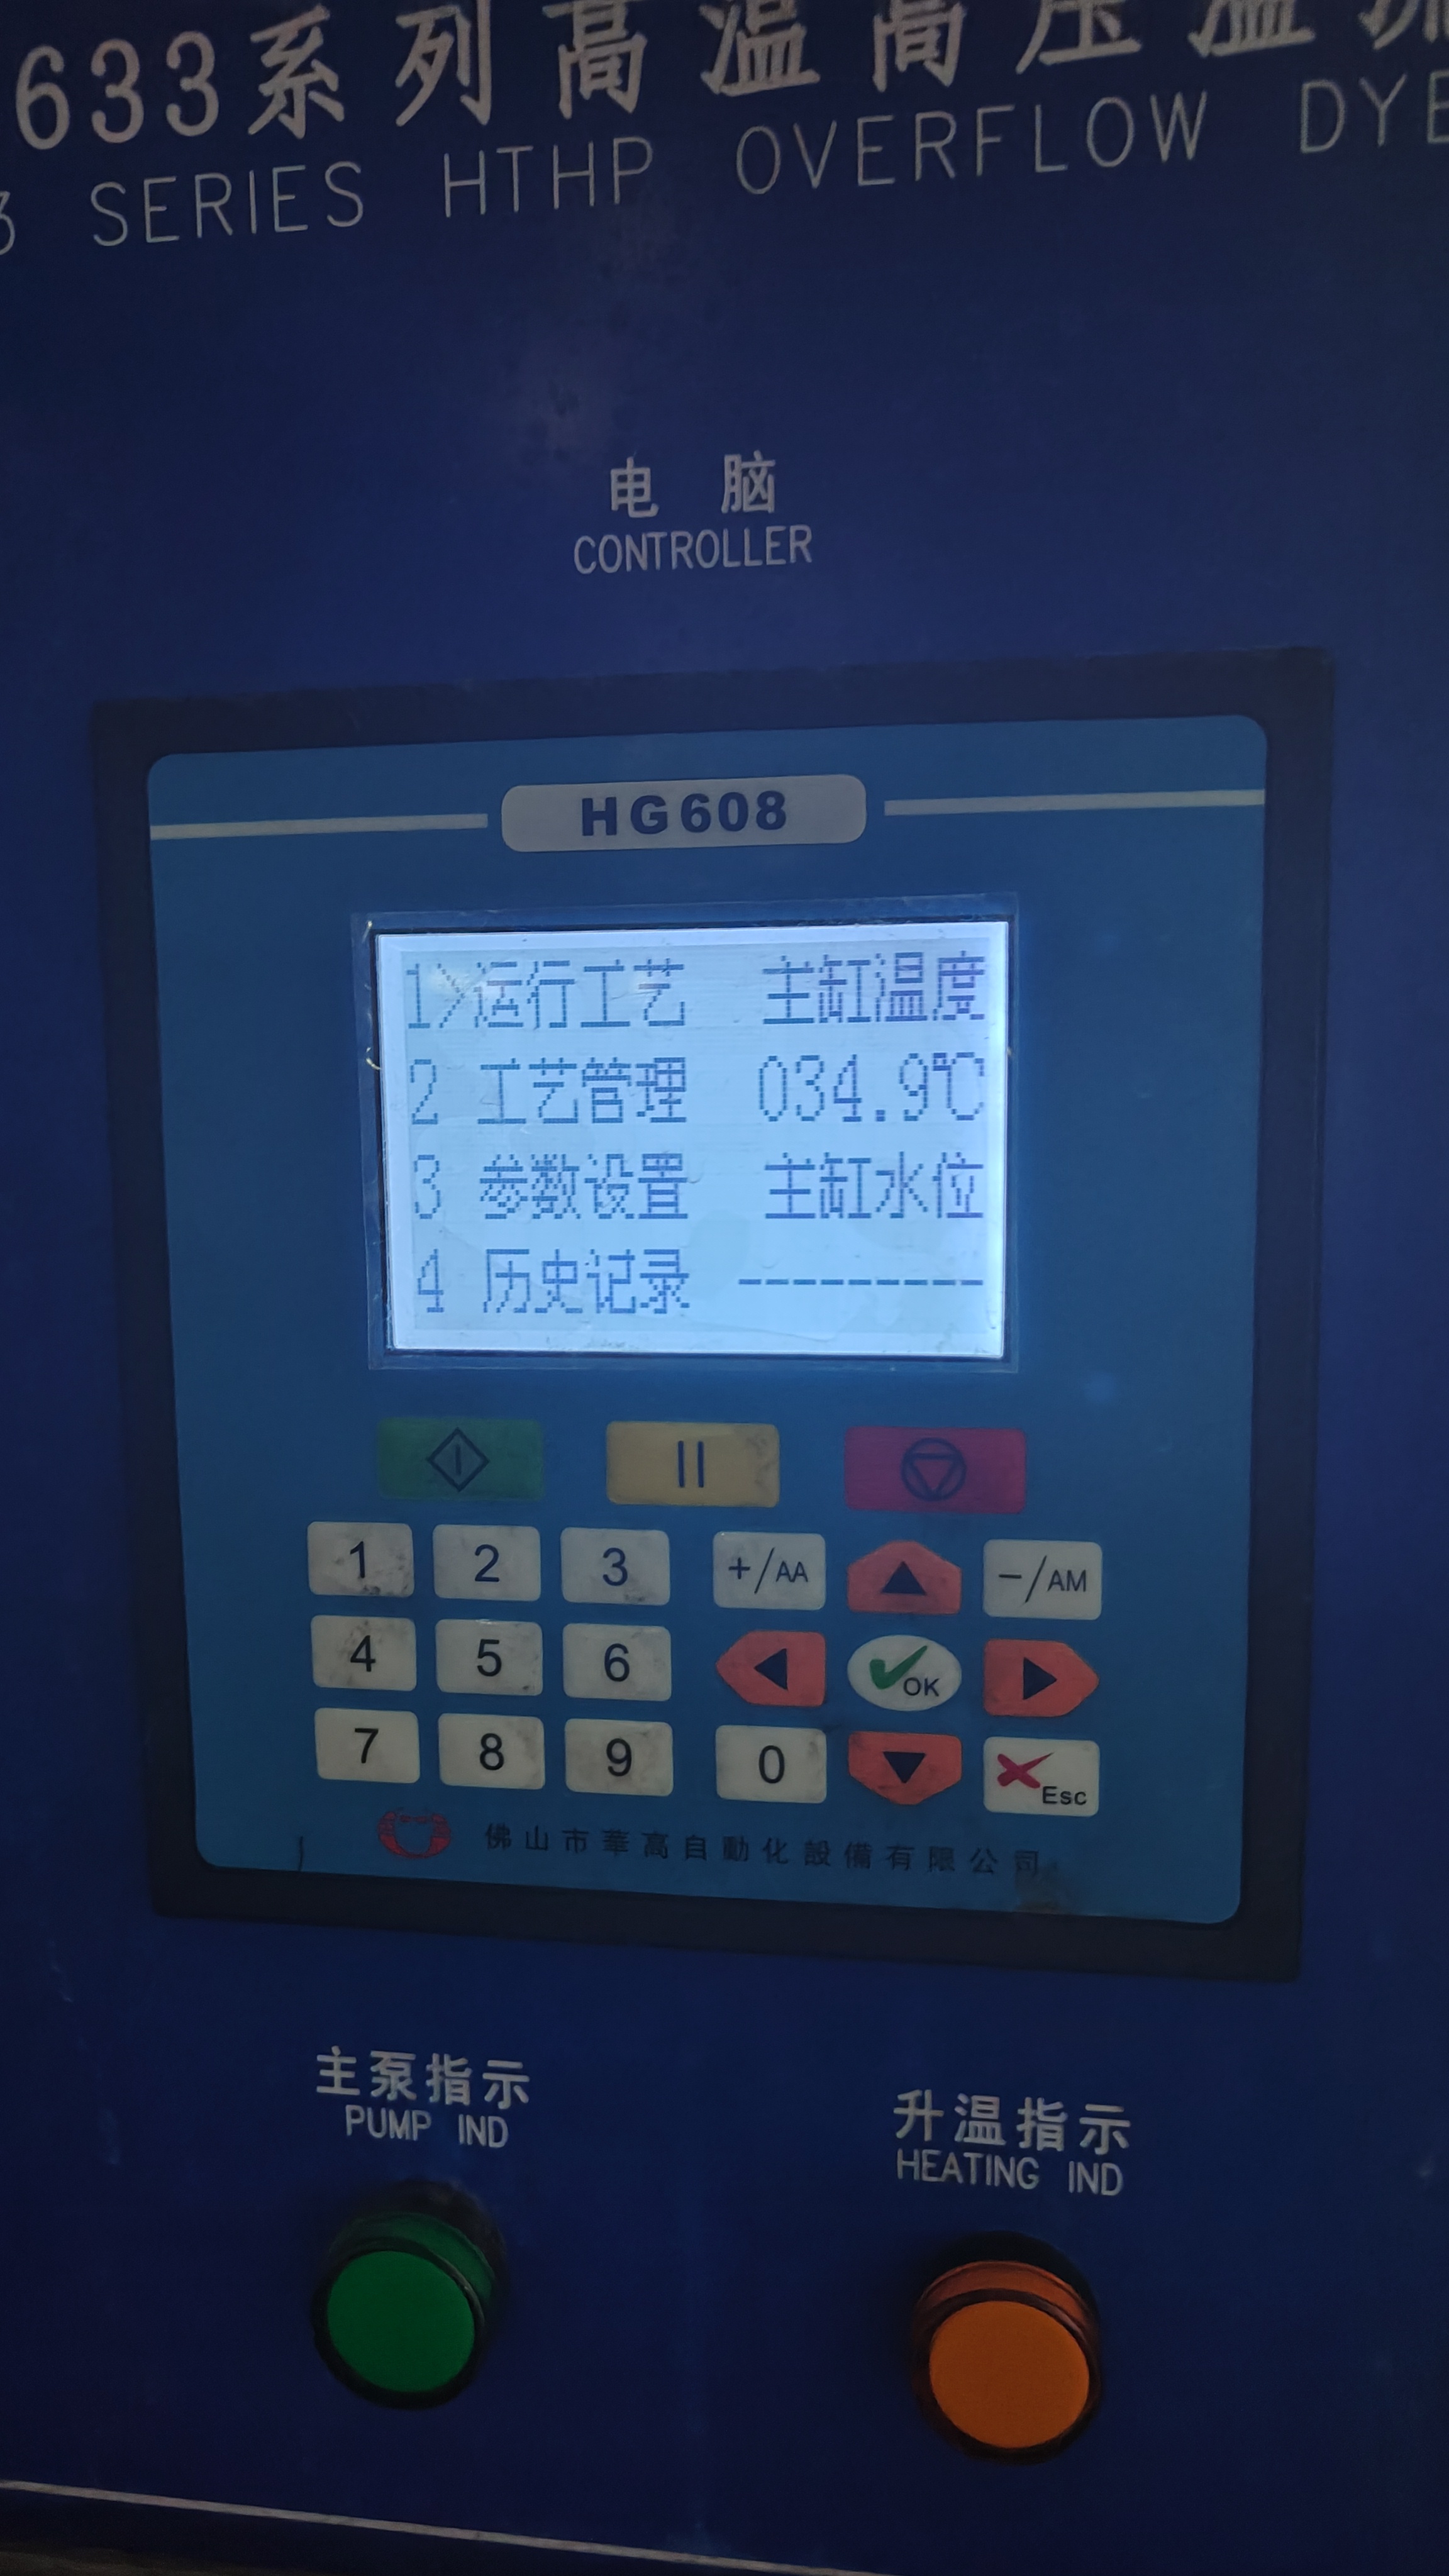 633系列高温高压溢流
3 SERIES HTHP OVERFLOW DYE
电 脑
CONTROLLER
HG608
1>运行工艺 主缸温度
2 工艺管理 034.9℃
3 参数设置 主缸水位
4 历史记录 ---------
1 2 3 +/AA -/AM
4 5 6 OK
7 8 9 0 Esc
佛山市華高自動化設備有限公司
主泵指示
PUMP IND
升温指示
HEATING IND